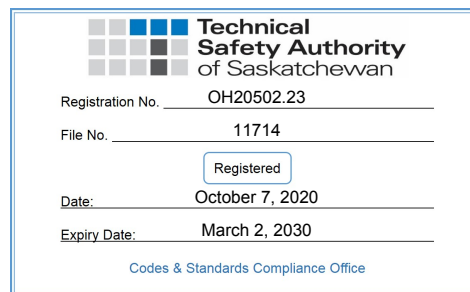 Technical
Safety Authority
of Saskatchewan
Registration No. OH20502.23
File No. 11714
Registered
Date: October 7, 2020
Expiry Date: March 2, 2030
Codes & Standards Compliance Office